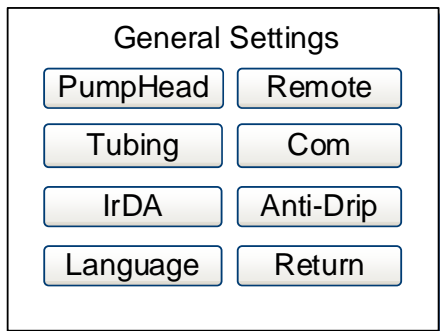 General Settings
PumpHead Remote
Tubing Com
IrDA Anti-Drip
Language Return